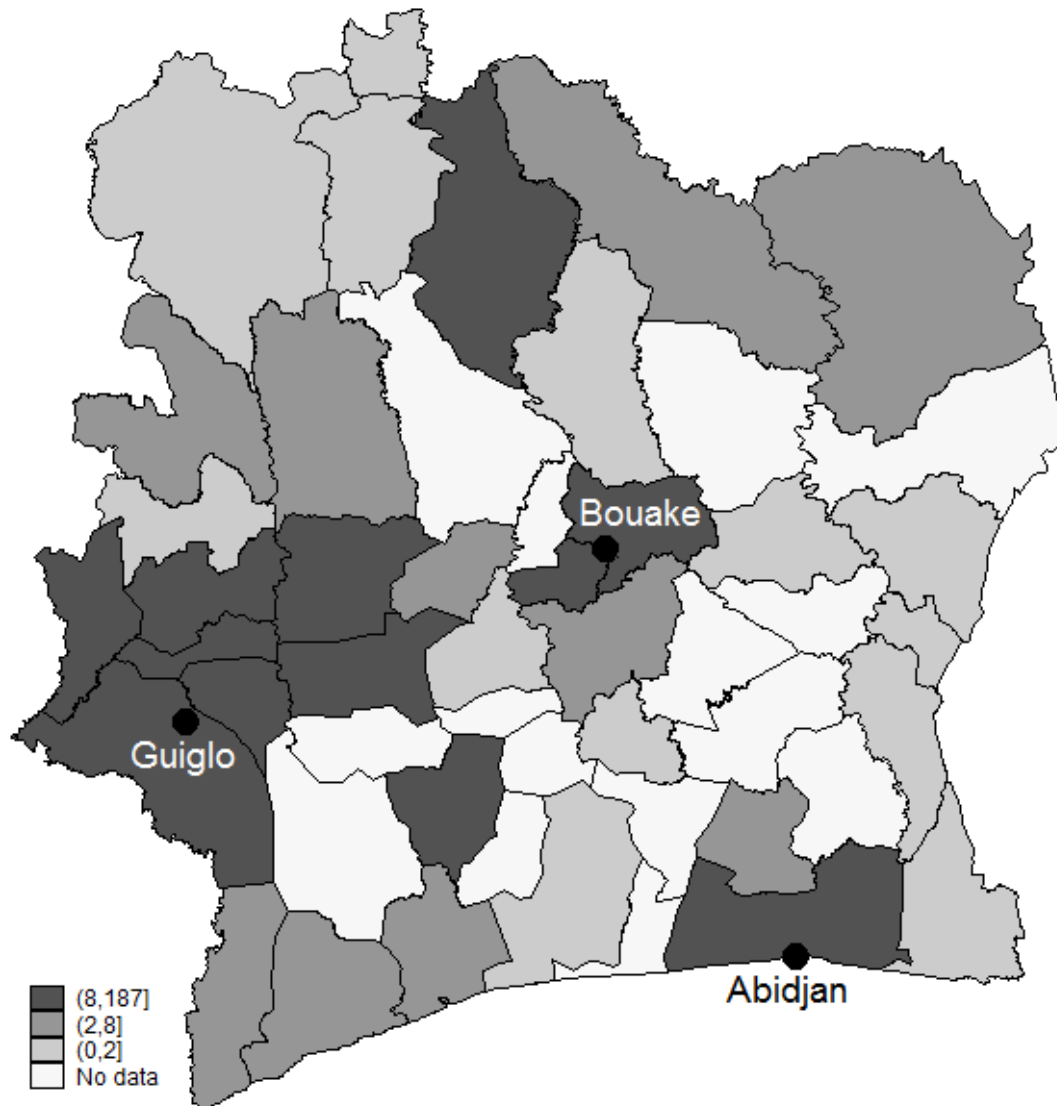 Bouake
Guiglo
Abidjan
(8,187]
(2,8]
(0,2]
No data